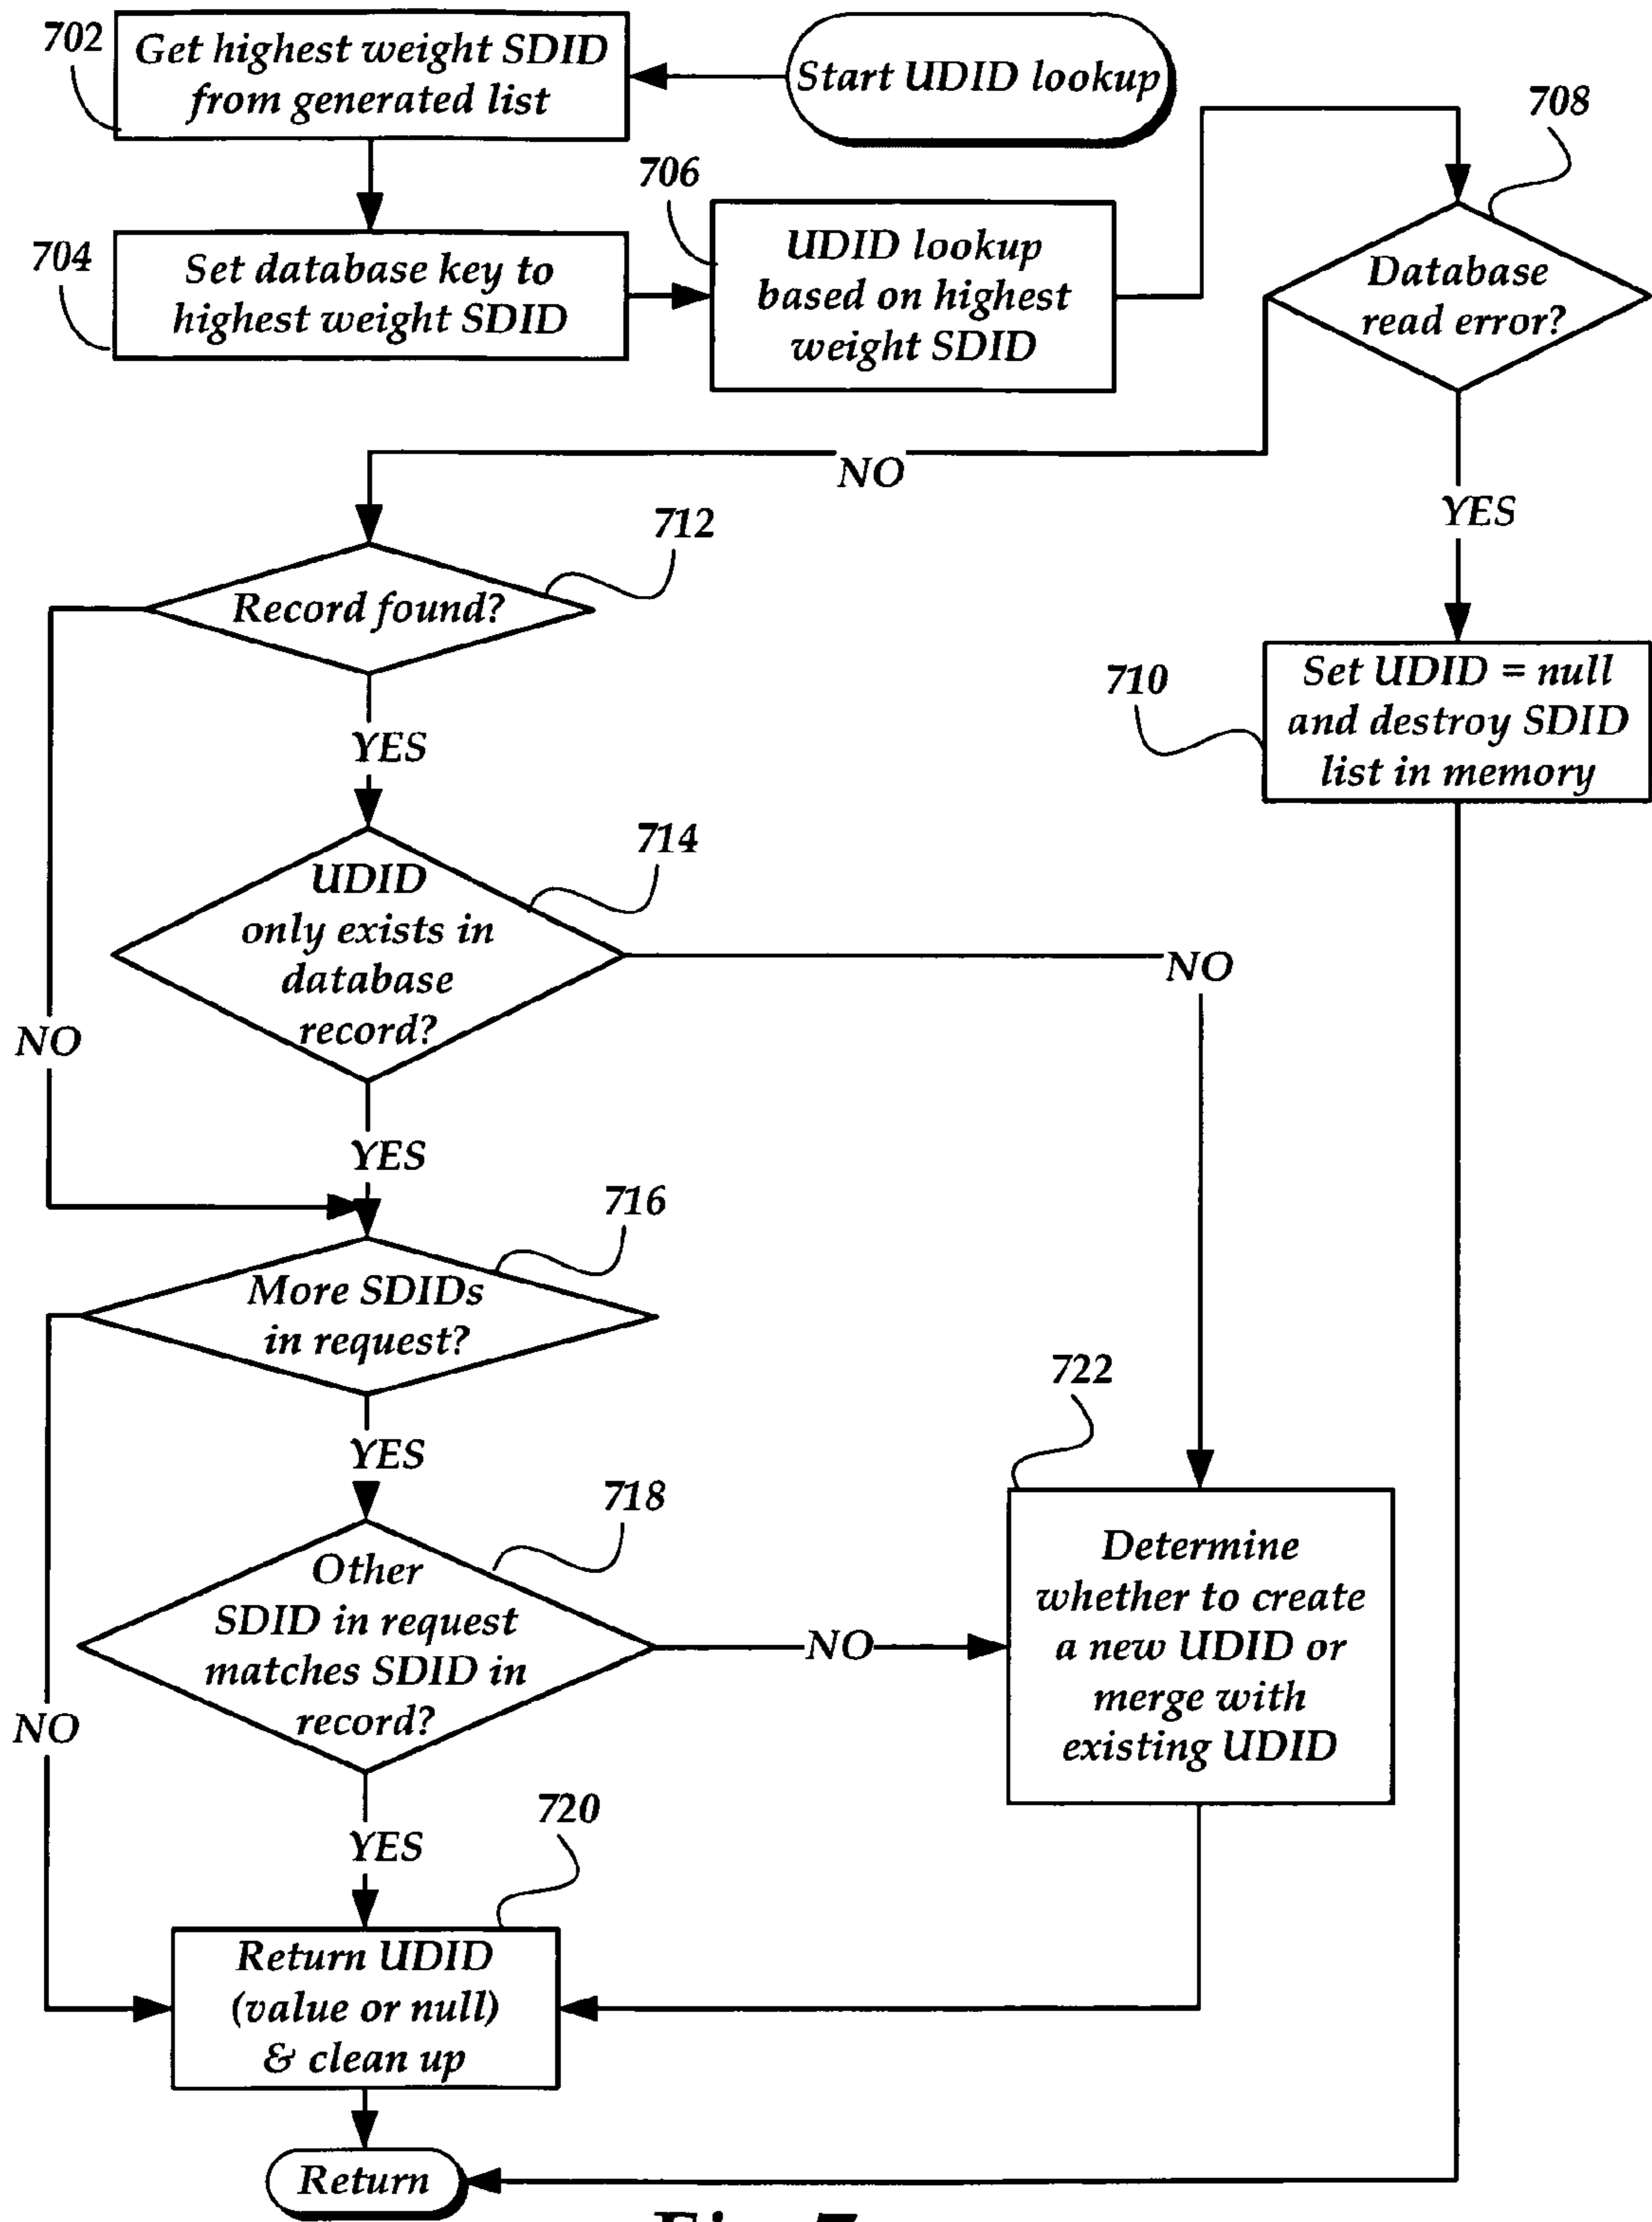 702
Get highest weight SDID
from generated list
Start UDID lookup
708
706
704
Set database key to
highest weight SDID
UDID lookup
based on highest
weight SDID
Database
read error?
NO
YES
712
Record found?
710
Set UDID = null
and destroy SDID
list in memory
YES
714
UDID
only exists in
database
record?
NO
NO
YES
716
More SDIDs
in request?
722
YES
718
Other
SDID in request
matches SDID in
record?
NO
Determine
whether to create
a new UDID or
merge with
existing UDID
NO
720
YES
Return UDID
(value or null)
& clean up
Return